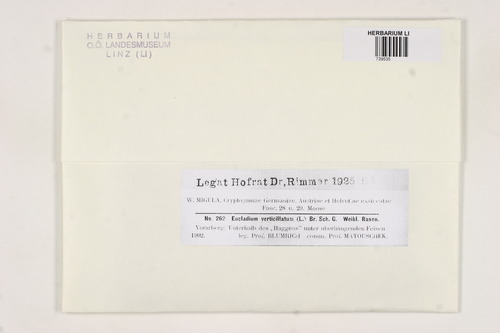 HERBARIUM
O.Ö. LANDESMUSEUM
LINZ (LI)
HERBARIUM LI
Legat Hofrat Dr, Rimmer 1925
W. MIGULA, Cryptogamae Germaniae, Austriae et Helvetiae exsiccatae
Fasc. 28 u. 29. Moose
No. 262 Eucladium verticillatum (L.) Br. Sch. G. Weibl. Rasen.
Vorarlberg: Unterhalb des „Haggens" unter überhängenden Felsen
1902. leg. Prof. BLUMRICH comm. Prof. MATOUSCHEK.